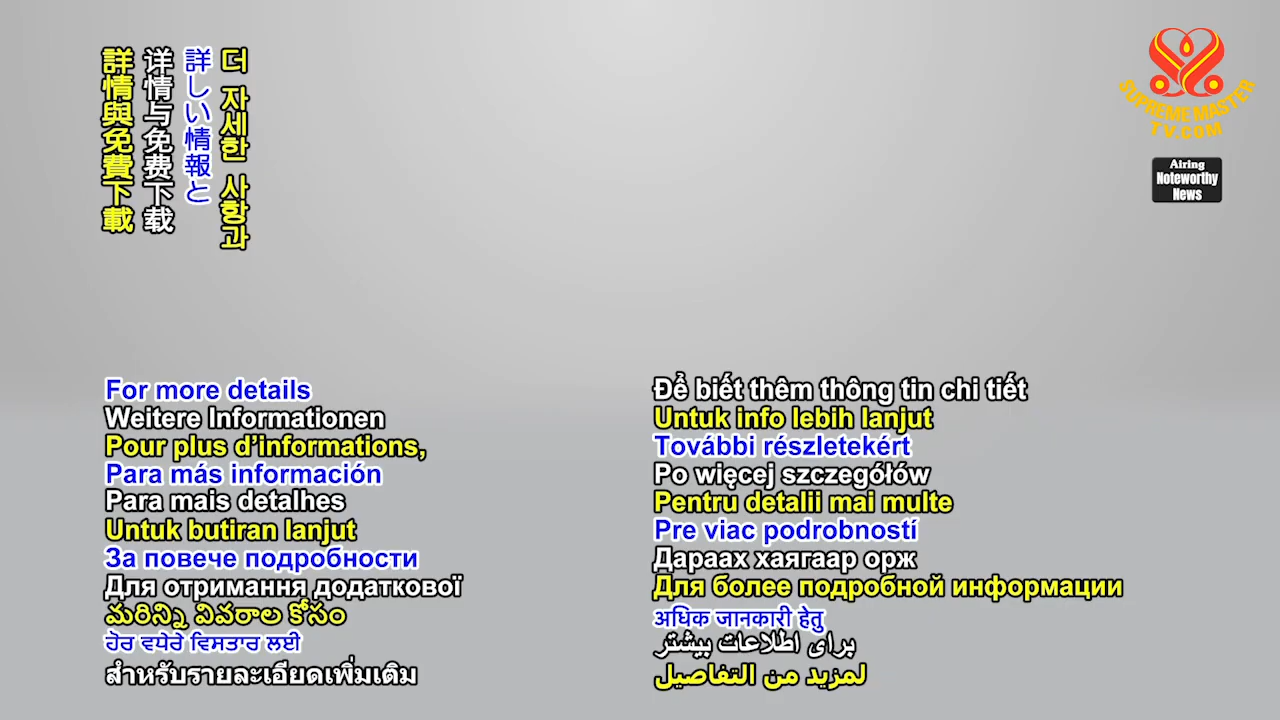 詳情與免費下載
详情与免费下载
詳しい情報と
더 자세한 사항과
SUPREME MASTER
TV.COM
Airing
Noteworthy
News
For more details
Weitere Informationen
Pour plus d’informations,
Para más información
Para mais detalhes
Untuk butiran lanjut
За повече подробности
Для отримання додаткової
మరిన్ని వివరాల కోసం
ਹੋਰ ਵਧੇਰੇ ਵਿਸਤਾਰ ਲਈ
สำหรับรายละเอียดเพิ่มเติม
Để biết thêm thông tin chi tiết
Untuk info lebih lanjut
További részletekért
Po więcej szczegółów
Pentru detalii mai multe
Pre viac podrobností
Дараах хаягаар орж
Для более подробной информации
अधिक जानकारी हेतु
برای اطلاعات بیشتر
لمزيد من التفاصيل